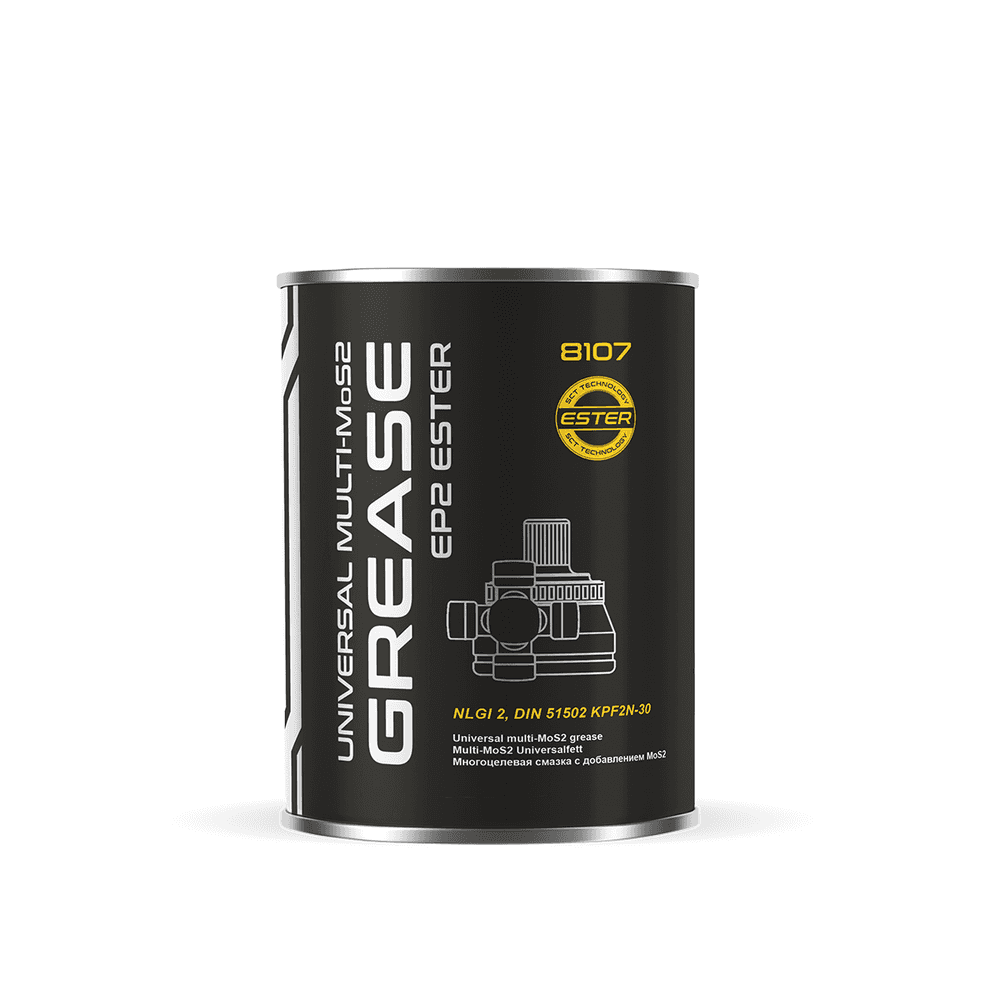 UNIVERSAL MULTI-MoS2
GREASE
EP2 ESTER
8107
SCT TECHNOLOGY
ESTER
SCT TECHNOLOGY
NLGI 2, DIN 51502 KPF2N-30
Universal multi-MoS2 grease
Multi-MoS2 Universalfett
Многоцелевая смазка с добавлением MoS2